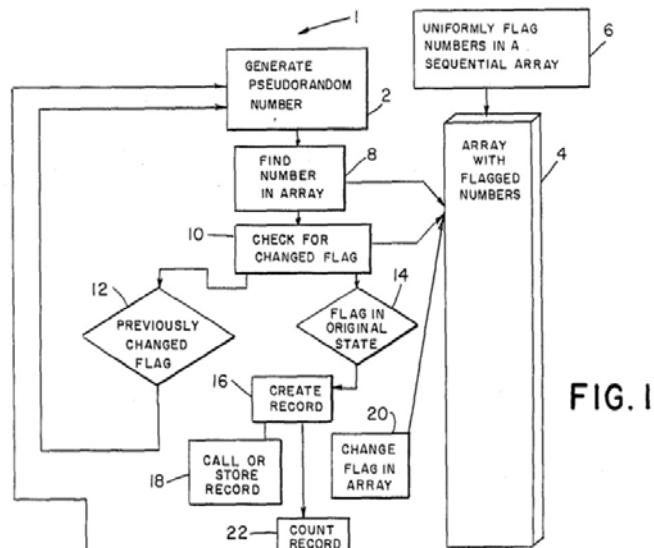 1
GENERATE
PSEUDORANDOM
NUMBER
2
UNIFORMLY FLAG
NUMBERS IN A
SEQUENTIAL ARRAY
6
FIND
NUMBER
IN ARRAY
8
ARRAY
WITH
FLAGGED
NUMBERS
4
10
CHECK FOR
CHANGED FLAG
12
PREVIOUSLY
CHANGED
FLAG
14
FLAG IN
ORIGINAL
STATE
16
CREATE
RECORD
FIG. 1
18
CALL OR
STORE
RECORD
20
CHANGE
FLAG IN
ARRAY
22
COUNT
RECORD